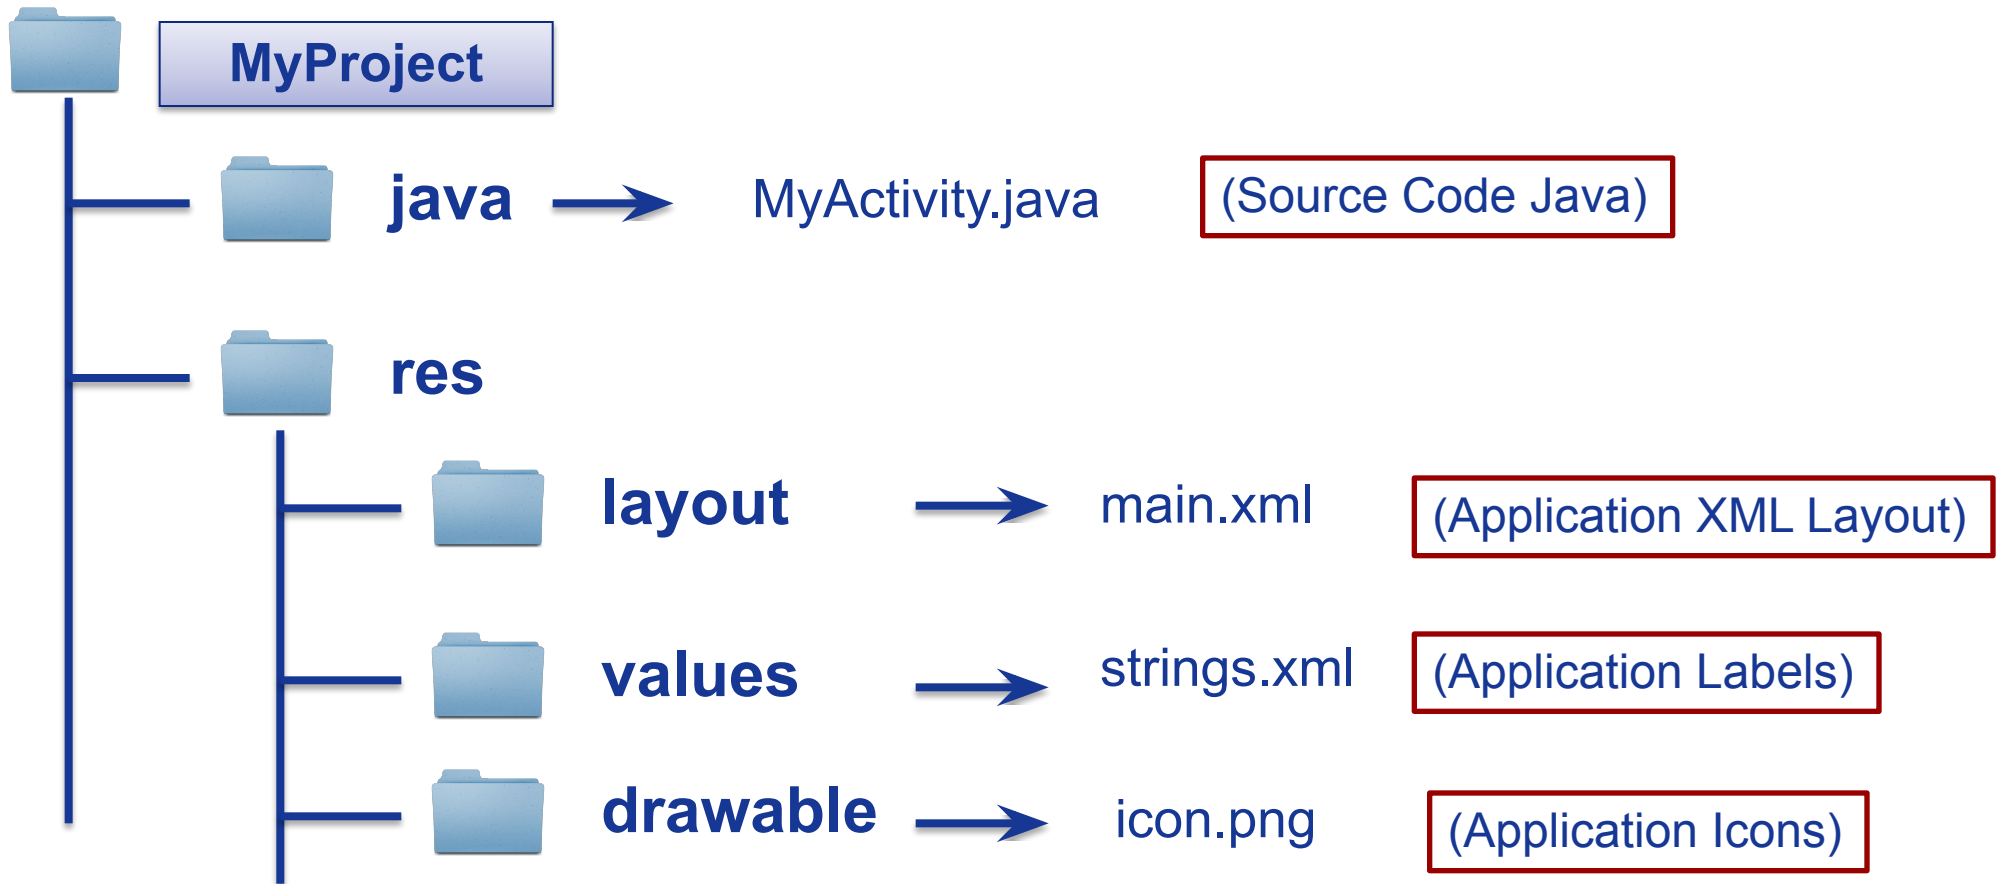 MyProject
java MyActivity.java (Source Code Java)
res
layout main.xml (Application XML Layout)
values strings.xml (Application Labels)
drawable icon.png (Application Icons)